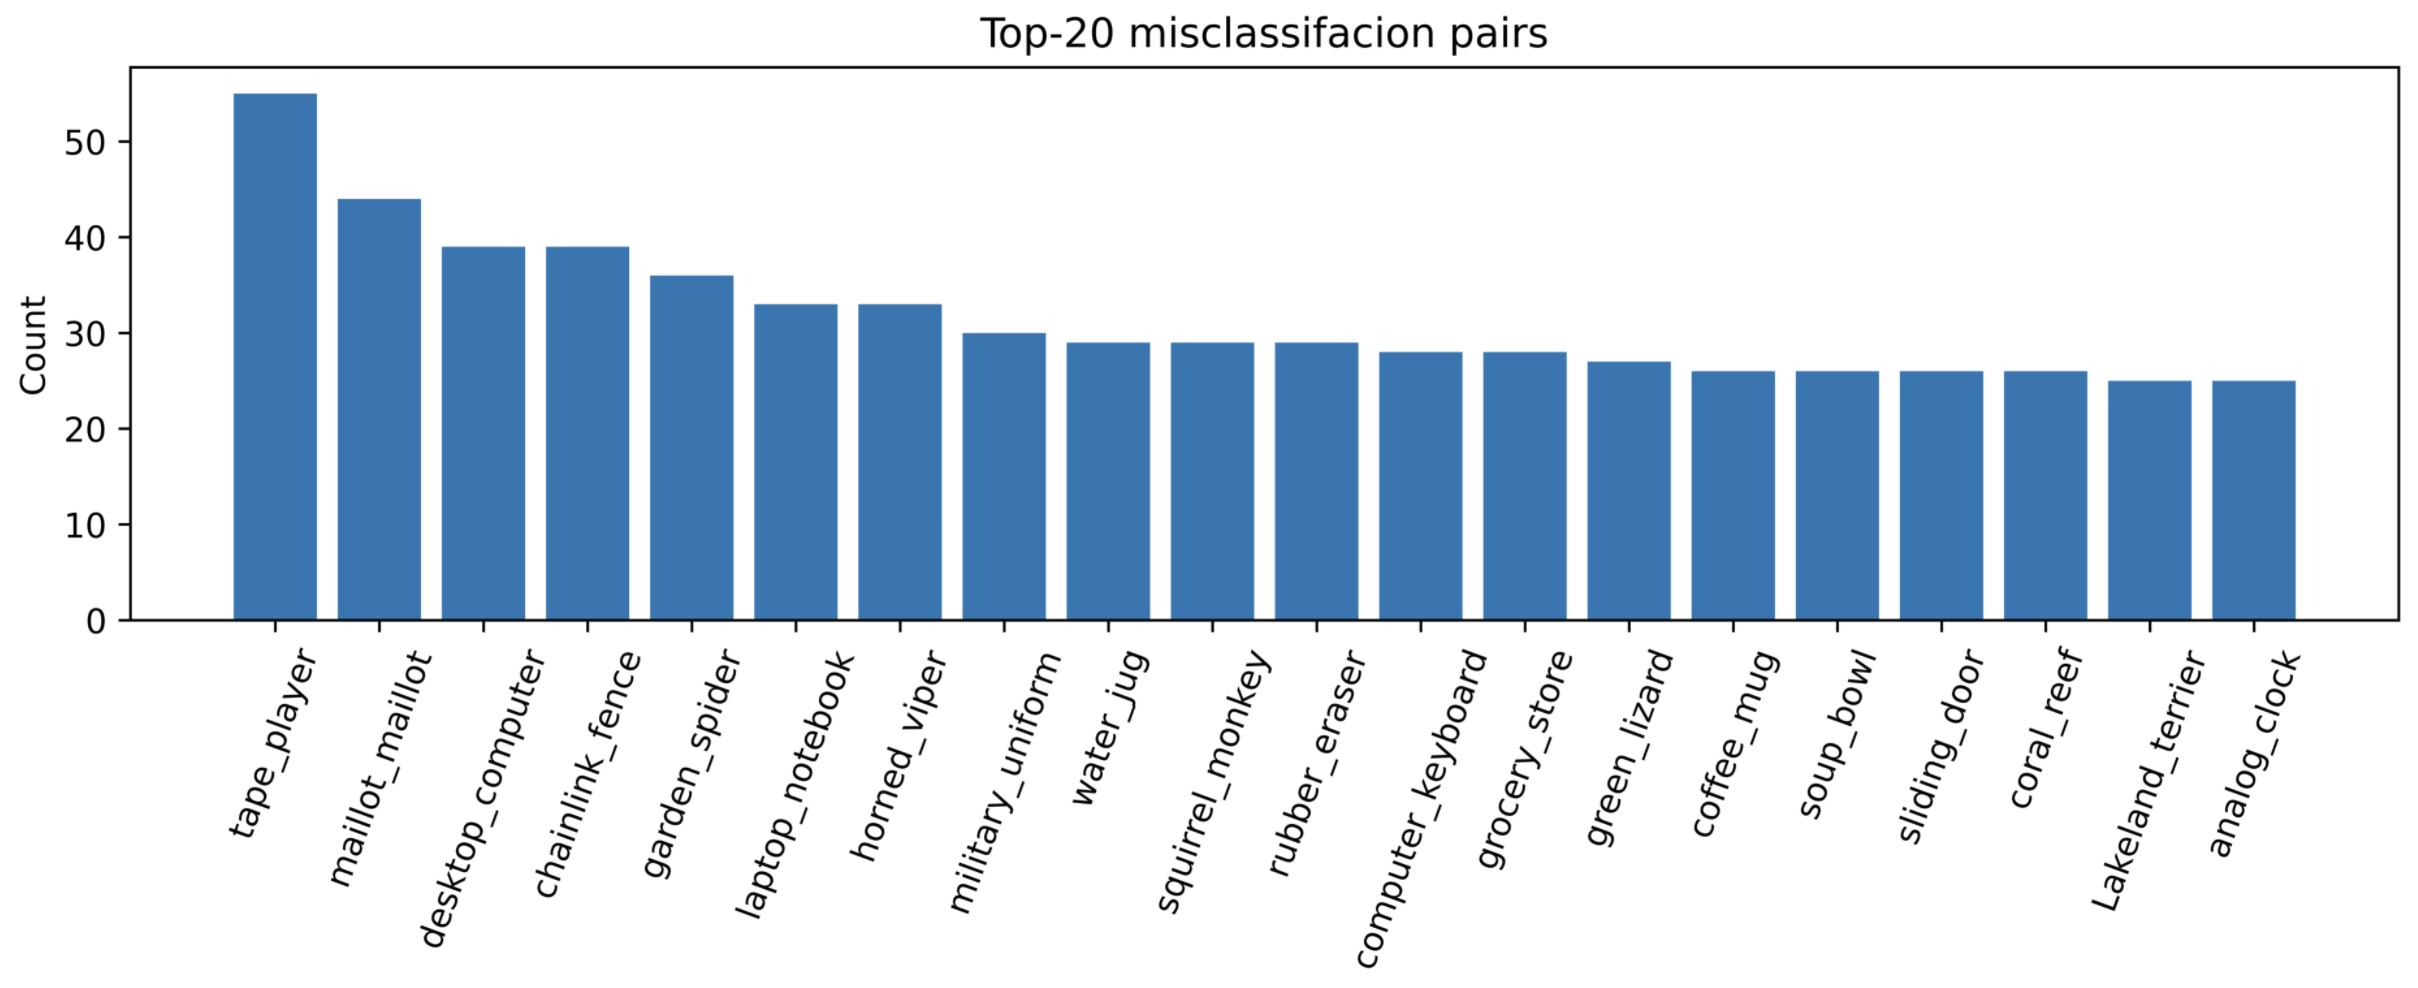 Top-20 misclassifacion pairs
Count
50
40
30
20
10
0
tape_player
maillot_maillot
desktop_computer
chainlink_fence
garden_spider
laptop_notebook
horned_viper
military_uniform
water_jug
squirrel_monkey
rubber_eraser
computer_keyboard
grocery_store
green_lizard
coffee_mug
soup_bowl
sliding_door
coral_reef
Lakeland_terrier
analog_clock